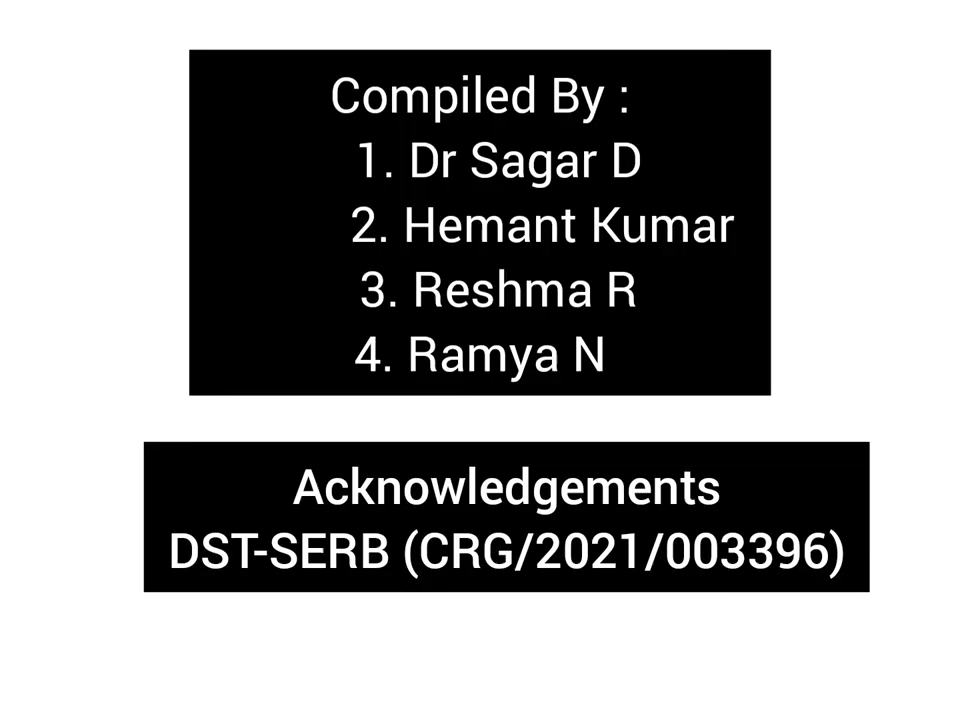 Compiled By :
1. Dr Sagar D
2. Hemant Kumar
3. Reshma R
4. Ramya N
Acknowledgements
DST-SERB (CRG/2021/003396)